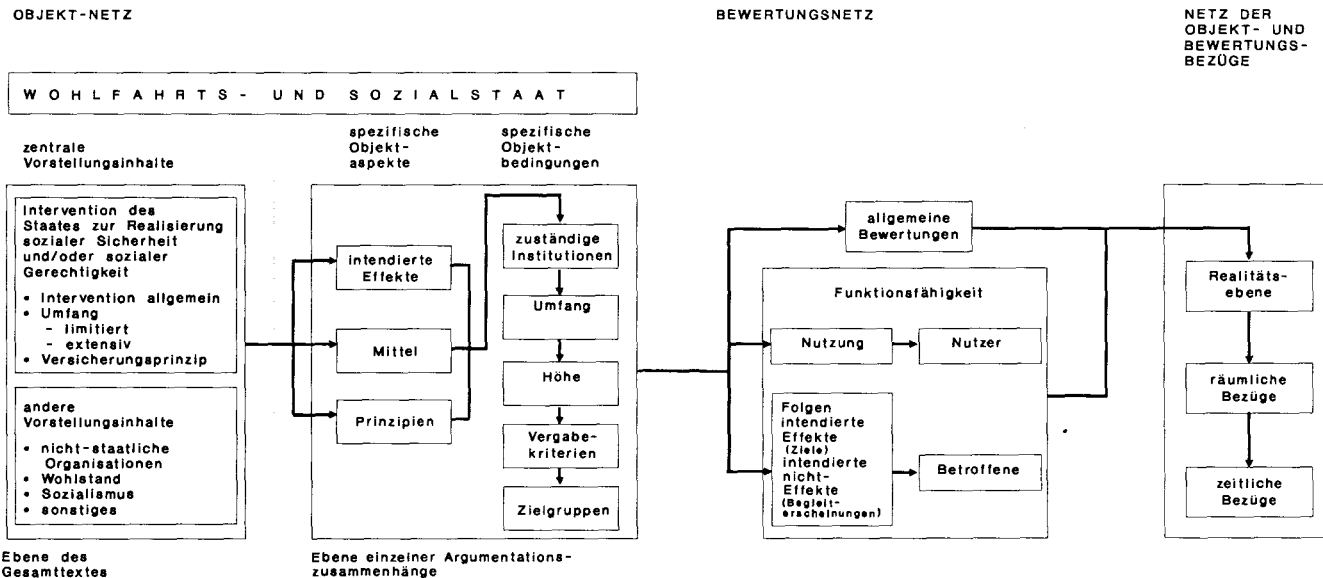 OBJEKT-NETZ
BEWERTUNGSNETZ
NETZ DER
OBJEKT- UND
BEWERTUNGS-
BEZÜGE
WOHLFAHRTS- UND SOZIALSTAAT
zentrale
Vorstellungsinhalte
spezifische
Objekt-
aspekte
spezifische
Objekt-
bedingungen
Intervention des
Staates zur Realisierung
sozialer Sicherheit
und/oder sozialer
Gerechtigkeit
• Intervention allgemein
• Umfang
- limitiert
- extensiv
• Versicherungsprinzip
andere
Vorstellungsinhalte
• nicht-staatliche
Organisationen
• Wohlstand
• Sozialismus
• sonstiges
Ebene des
Gesamttextes
intendierte
Effekte
Mittel
Prinzipien
zuständige
Institutionen
Umfang
Höhe
Vergabe-
kriterien
Zielgruppen
Ebene einzelner Argumentations-
zusammenhänge
allgemeine
Bewertungen
Funktionsfähigkeit
Nutzung
Nutzer
Folgen
intendierte
Effekte
(Ziele)
intendierte
nicht-
Effekte
(Begleit-
erscheinungen)
Betroffene
Realitäts-
ebene
räumliche
Bezüge
zeitliche
Bezüge